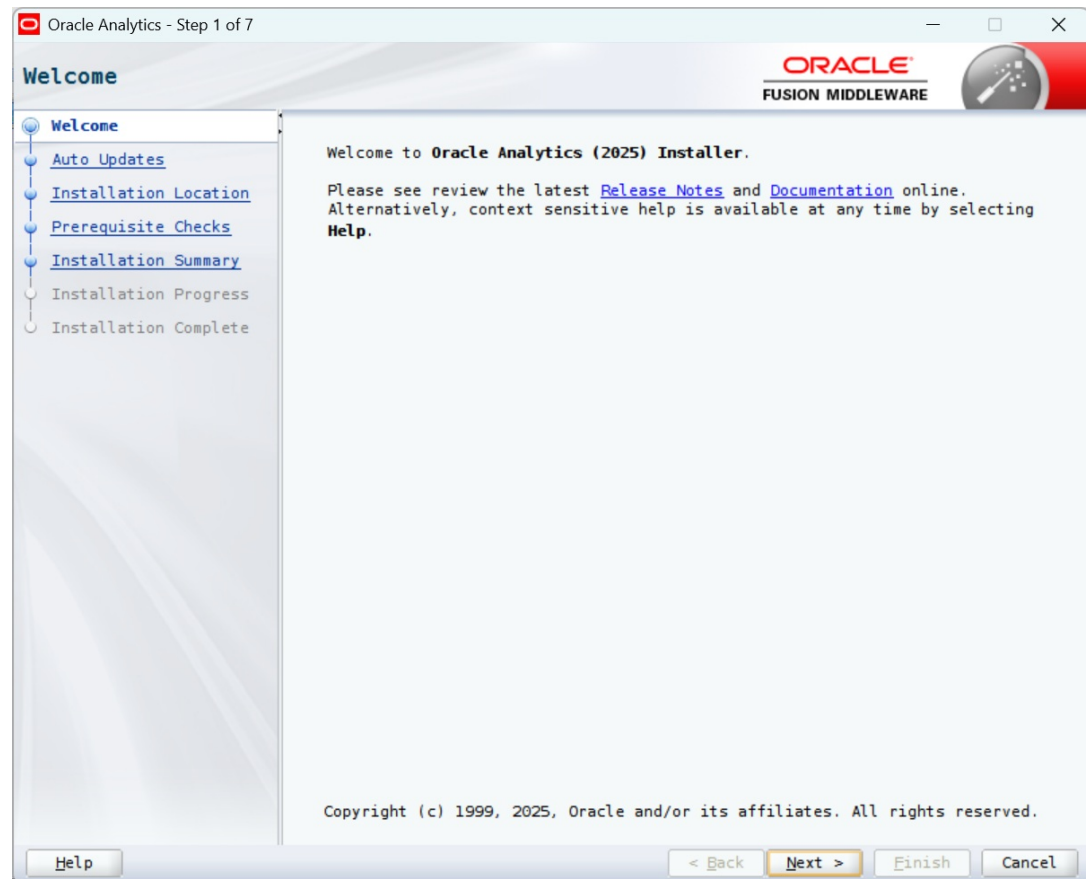 Oracle Analytics - Step 1 of 7
Welcome
ORACLE
FUSION MIDDLEWARE
Welcome
Auto Updates
Installation Location
Prerequisite Checks
Installation Summary
Installation Progress
Installation Complete
Welcome to Oracle Analytics (2025) Installer.
Please see review the latest Release Notes and Documentation online.
Alternatively, context sensitive help is available at any time by selecting
Help.
Copyright (c) 1999, 2025, Oracle and/or its affiliates. All rights reserved.
Help < Back Next > Finish Cancel